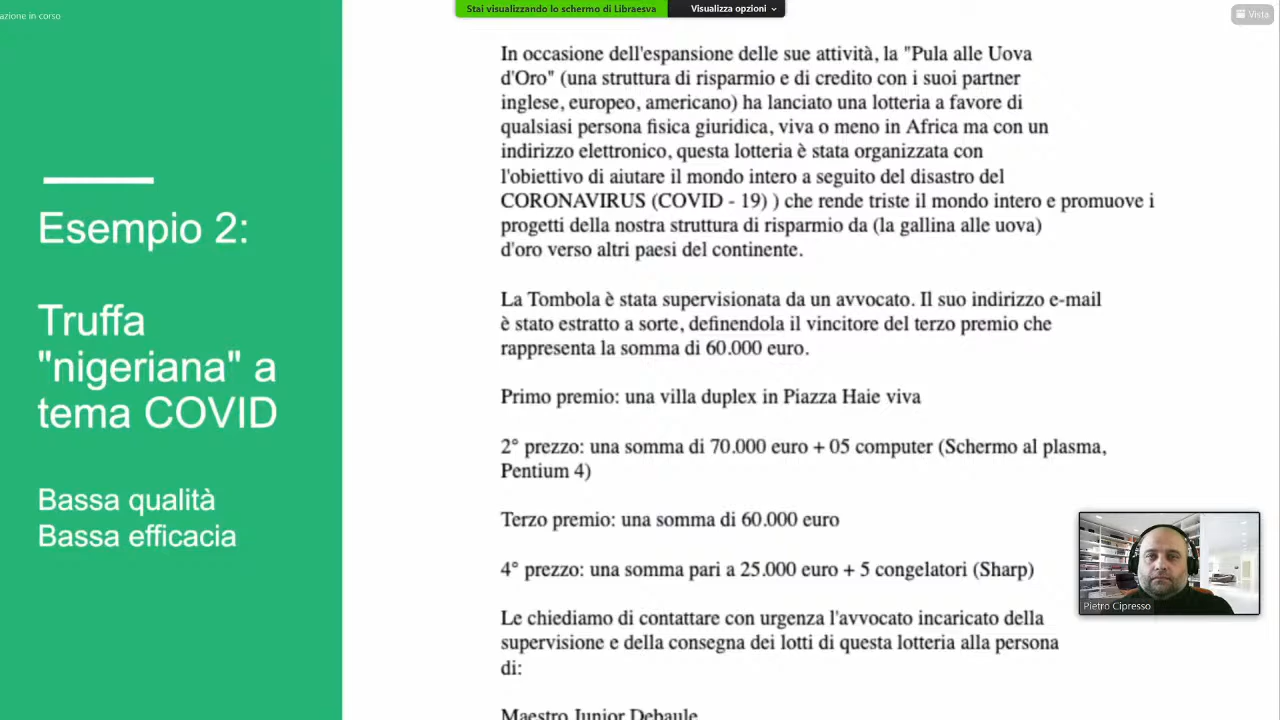 azione in corso
Stai visualizzando lo schermo di Libraesva
Visualizza opzioni
Vista
Esempio 2:
Truffa
"nigeriana" a
tema COVID
Bassa qualità
Bassa efficacia
In occasione dell'espansione delle sue attività, la "Pula alle Uova
d'Oro" (una struttura di risparmio e di credito con i suoi partner
inglese, europeo, americano) ha lanciato una lotteria a favore di
qualsiasi persona fisica giuridica, viva o meno in Africa ma con un
indirizzo elettronico, questa lotteria è stata organizzata con
l'obiettivo di aiutare il mondo intero a seguito del disastro del
CORONAVIRUS (COVID - 19) ) che rende triste il mondo intero e promuove i
progetti della nostra struttura di risparmio da (la gallina alle uova)
d'oro verso altri paesi del continente.
La Tombola è stata supervisionata da un avvocato. Il suo indirizzo e-mail
è stato estratto a sorte, definendola il vincitore del terzo premio che
rappresenta la somma di 60.000 euro.
Primo premio: una villa duplex in Piazza Haie viva
2° prezzo: una somma di 70.000 euro + 05 computer (Schermo al plasma,
Pentium 4)
Terzo premio: una somma di 60.000 euro
4° prezzo: una somma pari a 25.000 euro + 5 congelatori (Sharp)
Le chiediamo di contattare con urgenza l'avvocato incaricato della
supervisione e della consegna dei lotti di questa lotteria alla persona
di:
Maestro Junior Debaule
Pietro Cipresso